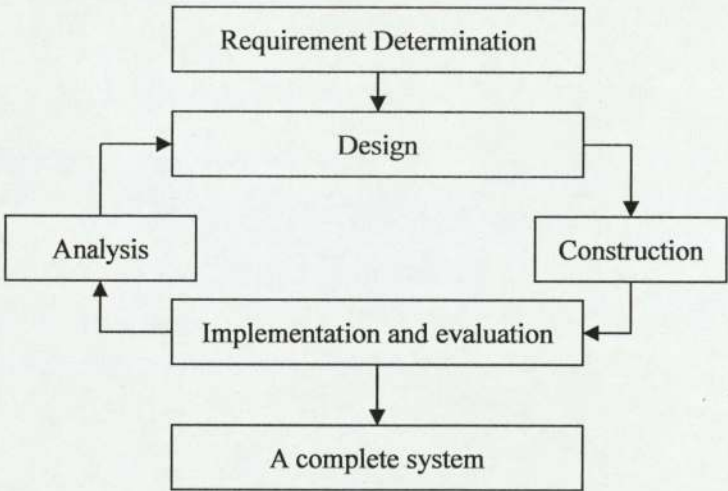 Requirement Determination
Design
Analysis
Construction
Implementation and evaluation
A complete system